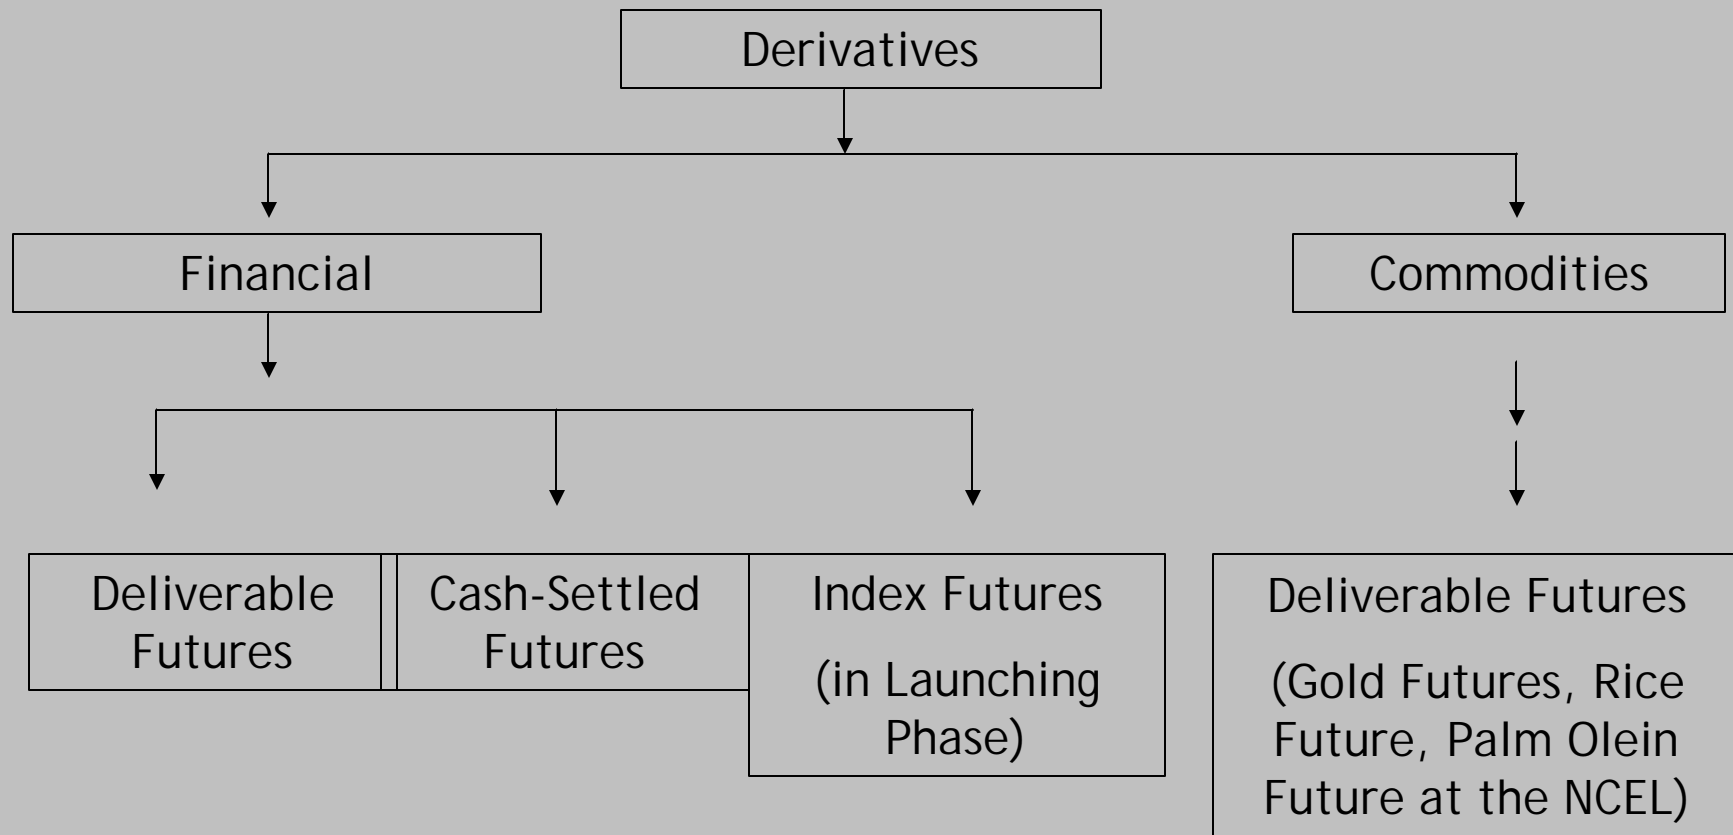 Derivatives
Financial
Commodities
Deliverable
Futures
Cash-Settled
Futures
Index Futures
(in Launching
Phase)
Deliverable Futures
(Gold Futures, Rice
Future, Palm Olein
Future at the NCEL)